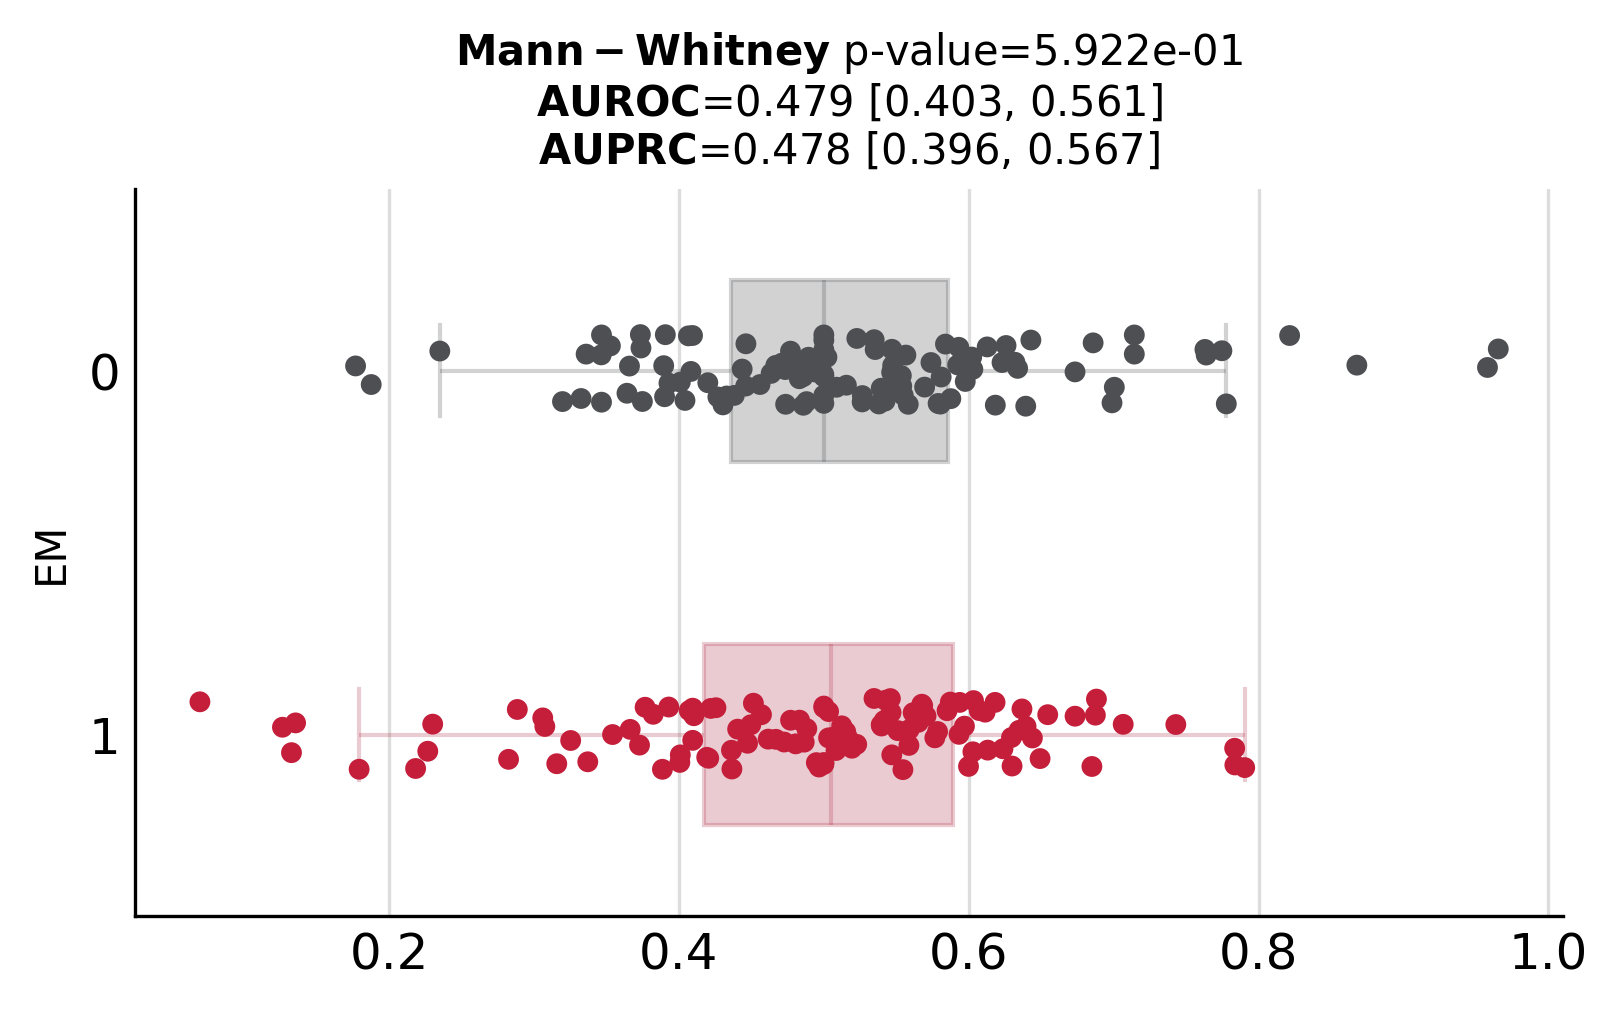 Mann−Whitney p-value=5.922e-01
AUROC=0.479 [0.403, 0.561]
AUPRC=0.478 [0.396, 0.567]
0
EM
1
0.2 0.4 0.6 0.8 1.0